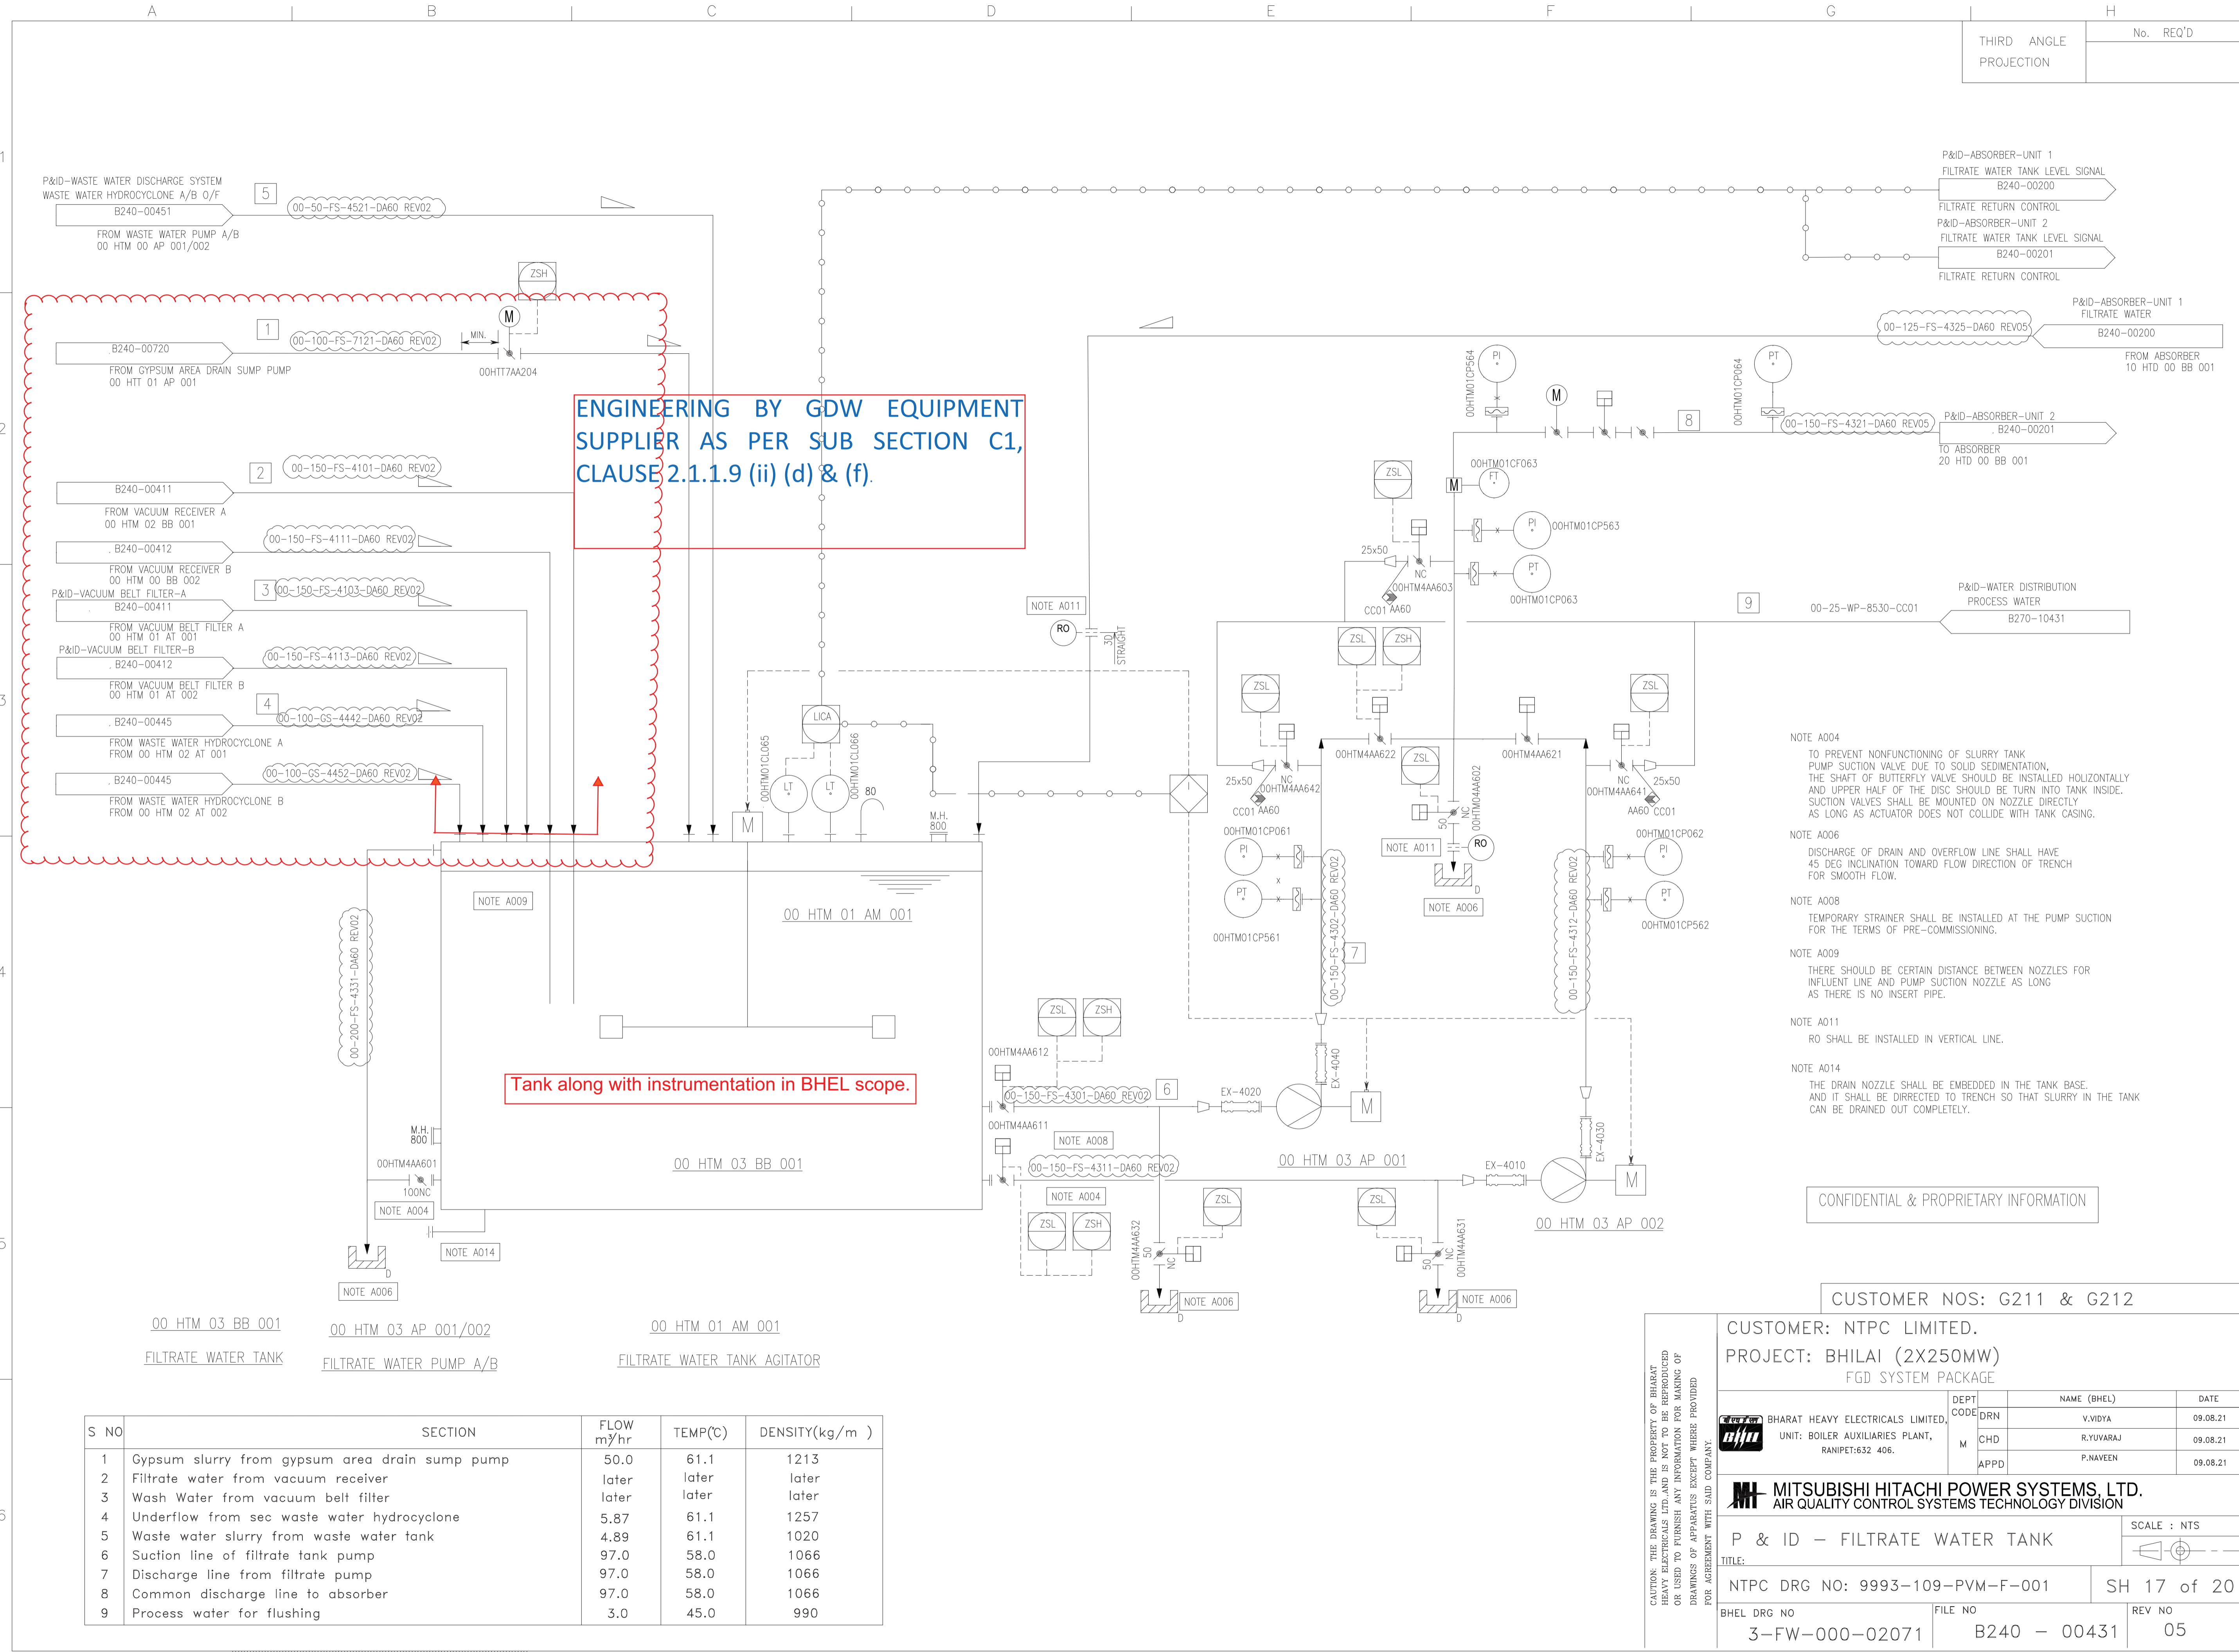 A B C D E F G H
THIRD ANGLE
PROJECTION
No. REQ'D
1
2
3
4
5
6
P&ID-WASTE WATER DISCHARGE SYSTEM
WASTE WATER HYDROCYCLONE A/B O/F
B240-00451
FROM WASTE WATER PUMP A/B
00 HTM 00 AP 001/002
5
00-50-FS-4521-DA60 REV02
P&ID-ABSORBER-UNIT 1
FILTRATE WATER TANK LEVEL SIGNAL
B240-00200
FILTRATE RETURN CONTROL
P&ID-ABSORBER-UNIT 2
FILTRATE WATER TANK LEVEL SIGNAL
B240-00201
FILTRATE RETURN CONTROL
ZSH
M
MIN.
1
00-100-FS-7121-DA60 REV02
. B240-00720
FROM GYPSUM AREA DRAIN SUMP PUMP
00 HTT 01 AP 001
00HTT7AA204
P&ID-ABSORBER-UNIT 1
FILTRATE WATER
B240-00200
FROM ABSORBER
10 HTD 00 BB 001
00-125-FS-4325-DA60 REV05
ENGINEERING BY GDW EQUIPMENT
SUPPLIER AS PER SUB SECTION C1,
CLAUSE 2.1.1.9 (ii) (d) & (f).
00HTM01CP564
PI
M
00HTM01CP064
PT
8
00-150-FS-4321-DA60 REV05
P&ID-ABSORBER-UNIT 2
. B240-00201
TO ABSORBER
20 HTD 00 BB 001
2
00-150-FS-4101-DA60 REV02
B240-00411
FROM VACUUM RECEIVER A
00 HTM 02 BB 001
. B240-00412
00-150-FS-4111-DA60 REV02
FROM VACUUM RECEIVER B
00 HTM 00 BB 002
P&ID-VACUUM BELT FILTER-A
3
00-150-FS-4103-DA60 REV02
B240-00411
FROM VACUUM BELT FILTER A
00 HTM 01 AT 001
P&ID-VACUUM BELT FILTER-B
. B240-00412
00-150-FS-4113-DA60 REV02
FROM VACUUM BELT FILTER B
00 HTM 01 AT 002
4
. B240-00445
00-100-GS-4442-DA60 REV02
FROM WASTE WATER HYDROCYCLONE A
FROM 00 HTM 02 AT 001
. B240-00445
00-100-GS-4452-DA60 REV02
FROM WASTE WATER HYDROCYCLONE B
FROM 00 HTM 02 AT 002
ZSL
M
00HTM01CF063
FT
PI
00HTM01CP563
PT
00HTM01CP063
25x50
NC
00HTM4AA603
CC01 AA60
NOTE A011
RO
3D
STRAIGHT
9
00-25-WP-8530-CC01
P&ID-WATER DISTRIBUTION
PROCESS WATER
B270-10431
ZSL
ZSH
ZSL
ZSL
LICA
LT
LT
00HTM01CL065
00HTM01CL066
M
80
M.H.
800
I
00HTM4AA622
00HTM4AA621
25x50
NC
00HTM4AA642
CC01 AA60
ZSL
NC
50
00HTM04AA602
NC
25x50
00HTM4AA641
AA60 CC01
NOTE A011
RO
D
NOTE A006
00HTM01CP061
PI
PT
00HTM01CP561
00-150-FS-4302-DA60 REV02
7
00-150-FS-4312-DA60 REV02
00HTM01CP062
PI
PT
00HTM01CP562
NOTE A004
TO PREVENT NONFUNCTIONING OF SLURRY TANK
PUMP SUCTION VALVE DUE TO SOLID SEDIMENTATION,
THE SHAFT OF BUTTERFLY VALVE SHOULD BE INSTALLED HOLIZONTALLY
AND UPPER HALF OF THE DISC SHOULD BE TURN INTO TANK INSIDE.
SUCTION VALVES SHALL BE MOUNTED ON NOZZLE DIRECTLY
AS LONG AS ACTUATOR DOES NOT COLLIDE WITH TANK CASING.
NOTE A006
DISCHARGE OF DRAIN AND OVERFLOW LINE SHALL HAVE
45 DEG INCLINATION TOWARD FLOW DIRECTION OF TRENCH
FOR SMOOTH FLOW.
NOTE A008
TEMPORARY STRAINER SHALL BE INSTALLED AT THE PUMP SUCTION
FOR THE TERMS OF PRE-COMMISSIONING.
NOTE A009
THERE SHOULD BE CERTAIN DISTANCE BETWEEN NOZZLES FOR
INFLUENT LINE AND PUMP SUCTION NOZZLE AS LONG
AS THERE IS NO INSERT PIPE.
NOTE A011
RO SHALL BE INSTALLED IN VERTICAL LINE.
NOTE A014
THE DRAIN NOZZLE SHALL BE EMBEDDED IN THE TANK BASE.
AND IT SHALL BE DIRRECTED TO TRENCH SO THAT SLURRY IN THE TANK
CAN BE DRAINED OUT COMPLETELY.
NOTE A009
00 HTM 01 AM 001
00-200-FS-4331-DA60 REV02
Tank along with instrumentation in BHEL scope.
00 HTM 03 BB 001
M.H.
800
00HTM4AA601
100NC
NOTE A004
NOTE A014
D
NOTE A006
ZSL
ZSH
00HTM4AA612
00-150-FS-4301-DA60 REV02
6
00HTM4AA611
NOTE A008
00-150-FS-4311-DA60 REV02
NOTE A004
ZSL
ZSH
EX-4020
EX-4040
M
00 HTM 03 AP 001
EX-4010
EX-4030
M
00 HTM 03 AP 002
00HTM4AA632
50
NC
ZSL
D
NOTE A006
ZSL
50
NC
00HTM4AA631
D
NOTE A006
CONFIDENTIAL & PROPRIETARY INFORMATION
00 HTM 03 BB 001
FILTRATE WATER TANK
00 HTM 03 AP 001/002
FILTRATE WATER PUMP A/B
00 HTM 01 AM 001
FILTRATE WATER TANK AGITATOR
S NO SECTION FLOW m³/hr TEMP(℃) DENSITY(kg/m )
1 Gypsum slurry from gypsum area drain sump pump 50.0 61.1 1213
2 Filtrate water from vacuum receiver later later later
3 Wash Water from vacuum belt filter later later later
4 Underflow from sec waste water hydrocyclone 5.87 61.1 1257
5 Waste water slurry from waste water tank 4.89 61.1 1020
6 Suction line of filtrate tank pump 97.0 58.0 1066
7 Discharge line from filtrate pump 97.0 58.0 1066
8 Common discharge line to absorber 97.0 58.0 1066
9 Process water for flushing 3.0 45.0 990
CAUTION: THE DRAWING IS THE PROPERTY OF BHARAT
HEAVY ELECTRICALS LTD.,AND IS NOT TO BE REPRODUCED
OR USED TO FURNISH ANY INFORMATION FOR MAKING OF
DRAWINGS OF APPARATUS EXCEPT WHERE PROVIDED
FOR AGREEMENT WITH SAID COMPANY.
CUSTOMER NOS: G211 & G212
CUSTOMER: NTPC LIMITED.
PROJECT: BHILAI (2X250MW)
FGD SYSTEM PACKAGE
बी एच ई एल
BHEL
BHARAT HEAVY ELECTRICALS LIMITED,
UNIT: BOILER AUXILIARIES PLANT,
RANIPET:632 406.
DEPT CODE M
NAME (BHEL) DATE
DRN V.VIDYA 09.08.21
CHD R.YUVARAJ 09.08.21
APPD P.NAVEEN 09.08.21
MITSUBISHI HITACHI POWER SYSTEMS, LTD.
AIR QUALITY CONTROL SYSTEMS TECHNOLOGY DIVISION
P & ID - FILTRATE WATER TANK
TITLE:
SCALE : NTS
NTPC DRG NO: 9993-109-PVM-F-001
SH 17 of 20
BHEL DRG NO
3-FW-000-02071
FILE NO
B240 - 00431
REV NO
05